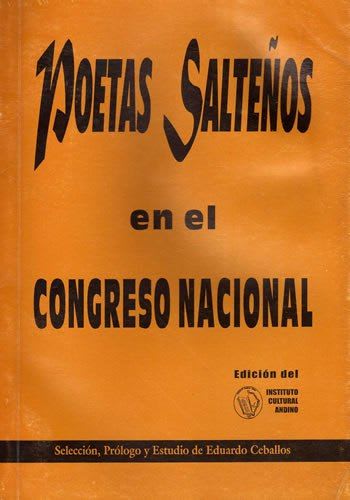 POETAS SALTEÑOS
en el
CONGRESO NACIONAL
Edición del
INSTITUTO
CULTURAL
ANDINO
Selección, Prólogo y Estudio de Eduardo Ceballos